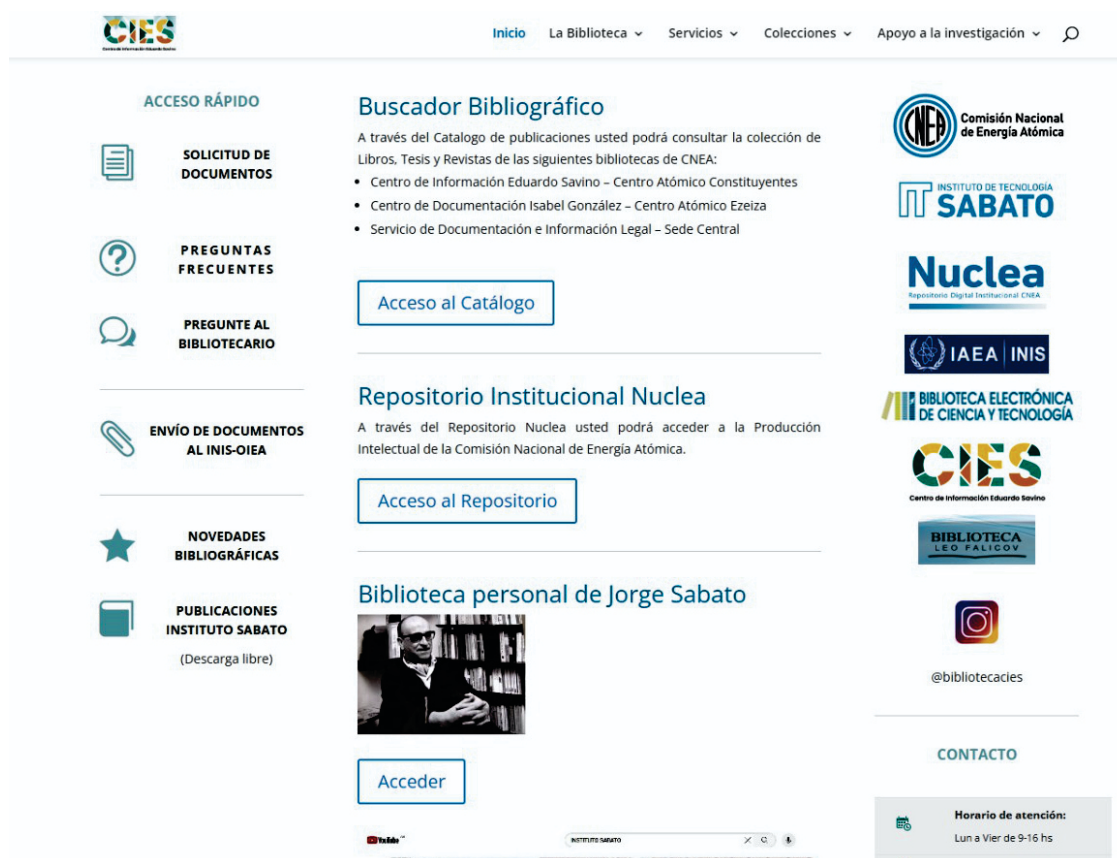 CIES
Centro de Información Eduardo Savino
Inicio
La Biblioteca
Servicios
Colecciones
Apoyo a la investigación
ACCESO RÁPIDO
SOLICITUD DE
DOCUMENTOS
PREGUNTAS
FRECUENTES
PREGUNTE AL
BIBLIOTECARIO
ENVÍO DE DOCUMENTOS
AL INIS-OIEA
NOVEDADES
BIBLIOGRÁFICAS
PUBLICACIONES
INSTITUTO SABATO
(Descarga libre)
Buscador Bibliográfico
A través del Catalogo de publicaciones usted podrá consultar la colección de
Libros, Tesis y Revistas de las siguientes bibliotecas de CNEA:
• Centro de Información Eduardo Savino – Centro Atómico Constituyentes
• Centro de Documentación Isabel González – Centro Atómico Ezeiza
• Servicio de Documentación e Información Legal – Sede Central
Acceso al Catálogo
Repositorio Institucional Nuclea
A través del Repositorio Nuclea usted podrá acceder a la Producción
Intelectual de la Comisión Nacional de Energía Atómica.
Acceso al Repositorio
Biblioteca personal de Jorge Sabato
Acceder
YouTube
INSTITUTO SABATO
CNEA
Comisión Nacional
de Energía Atómica
INSTITUTO DE TECNOLOGÍA
SABATO
Nuclea
Repositorio Digital Institucional CNEA
IAEA INIS
BIBLIOTECA ELECTRÓNICA
DE CIENCIA Y TECNOLOGÍA
CIES
Centro de Información Eduardo Savino
BIBLIOTECA
LEO FALICOV
@bibliotecacies
CONTACTO
Horario de atención:
Lun a Vier de 9-16 hs